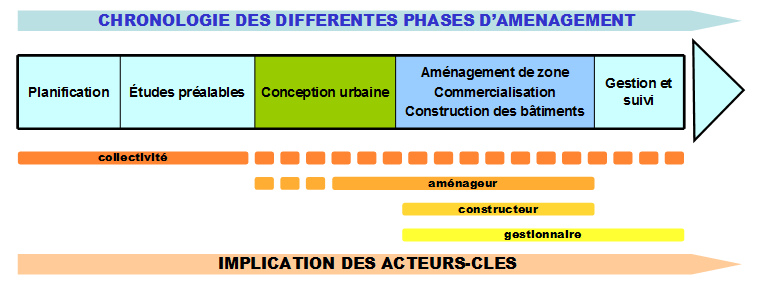 CHRONOLOGIE DES DIFFERENTES PHASES D'AMENAGEMENT
Planification
Études préalables
Conception urbaine
Aménagement de zone
Commercialisation
Construction des bâtiments
Gestion et
suivi
collectivité
aménageur
constructeur
gestionnaire
IMPLICATION DES ACTEURS-CLES